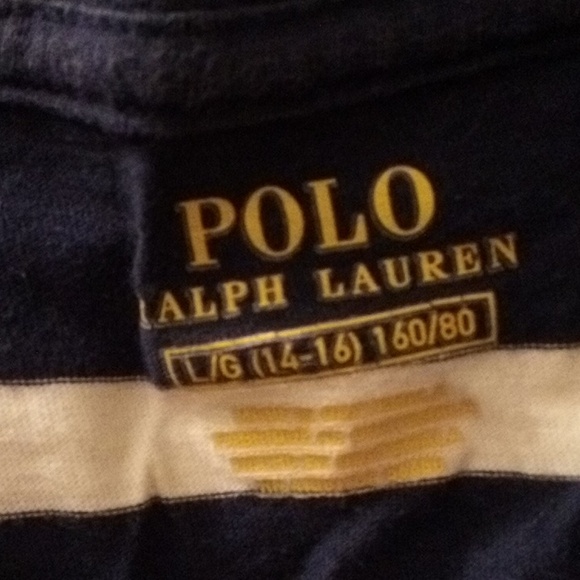 POLO
RALPH LAUREN
L/G (14-16) 160/80